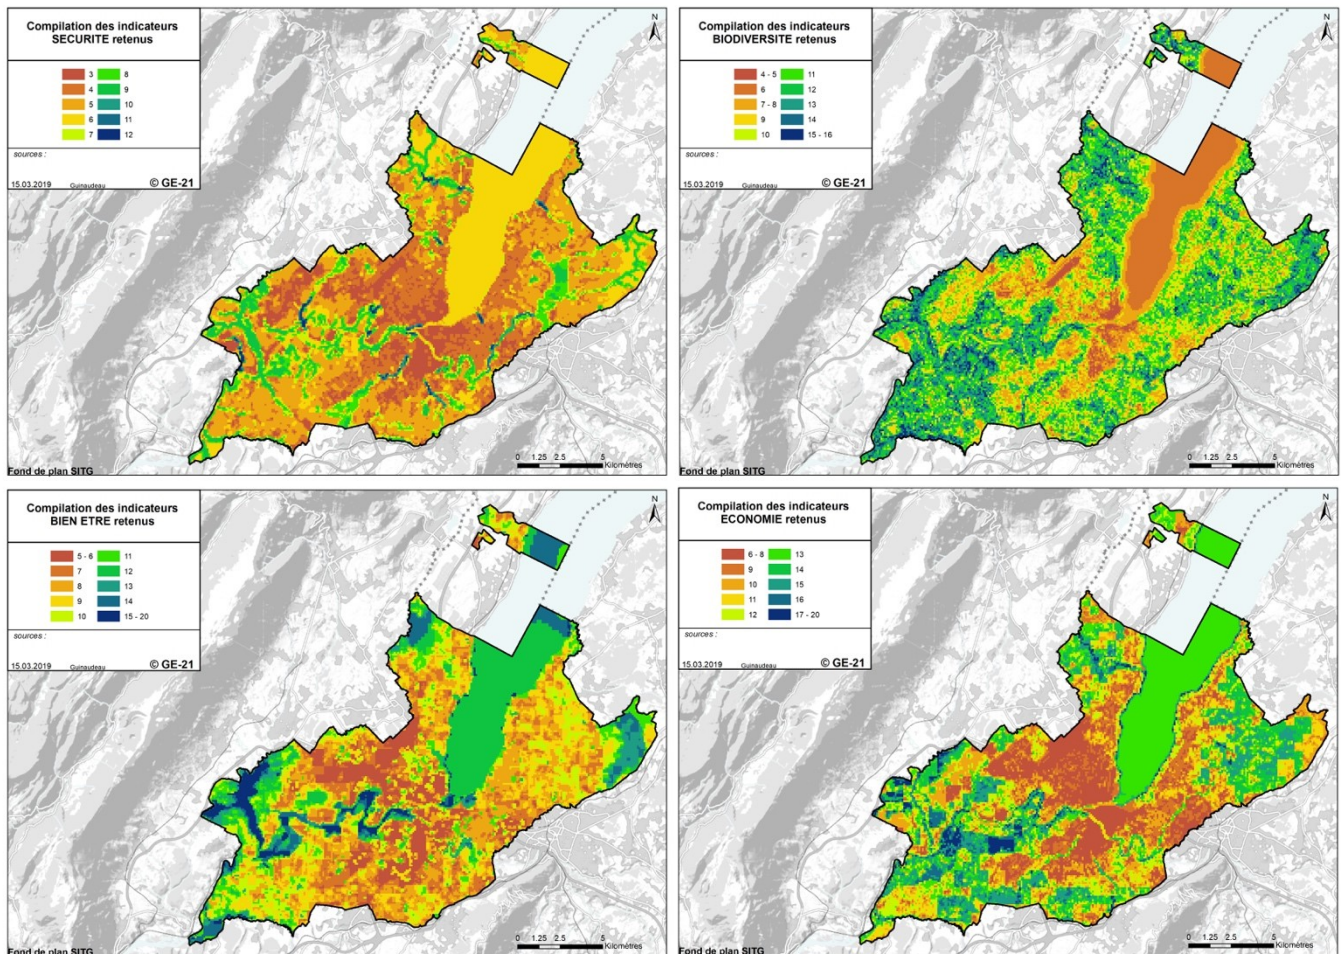 Compilation des indicateurs
SECURITE retenus
3 8
4 9
5 10
6 11
7 12
sources :
15.03.2019 Guinaudeau © GE-21
N
0 1.25 2.5 5
Kilomètres
Fond de plan SITG
Compilation des indicateurs
BIODIVERSITE retenus
4 - 5 11
6 12
7 - 8 13
9 14
10 15 - 16
sources :
15.03.2019 Guinaudeau © GE-21
N
0 1.25 2.5 5
Kilomètres
Fond de plan SITG
Compilation des indicateurs
BIEN ETRE retenus
5 - 6 11
7 12
8 13
9 14
10 15 - 20
sources :
15.03.2019 Guinaudeau © GE-21
N
0 1.25 2.5 5
Kilomètres
Fond de plan SITG
Compilation des indicateurs
ECONOMIE retenus
6 - 8 13
9 14
10 15
11 16
12 17 - 20
sources :
15.03.2019 Guinaudeau © GE-21
N
0 1.25 2.5 5
Kilomètres
Fond de plan SITG